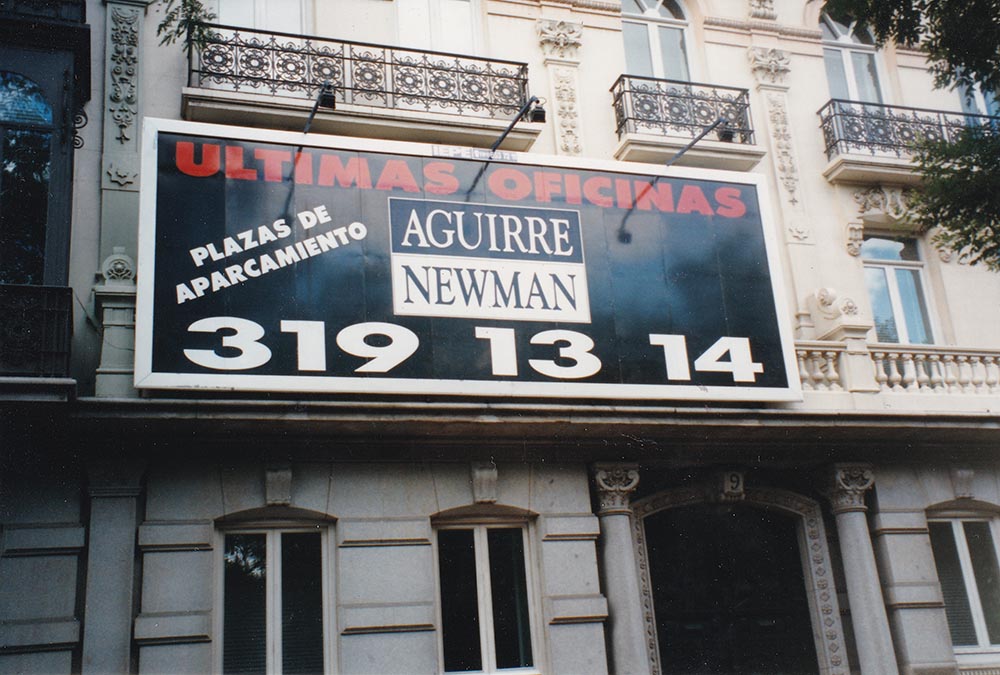 ULTIMAS OFICINAS
PLAZAS DE
APARCAMIENTO
AGUIRRE
NEWMAN
319 13 14
9